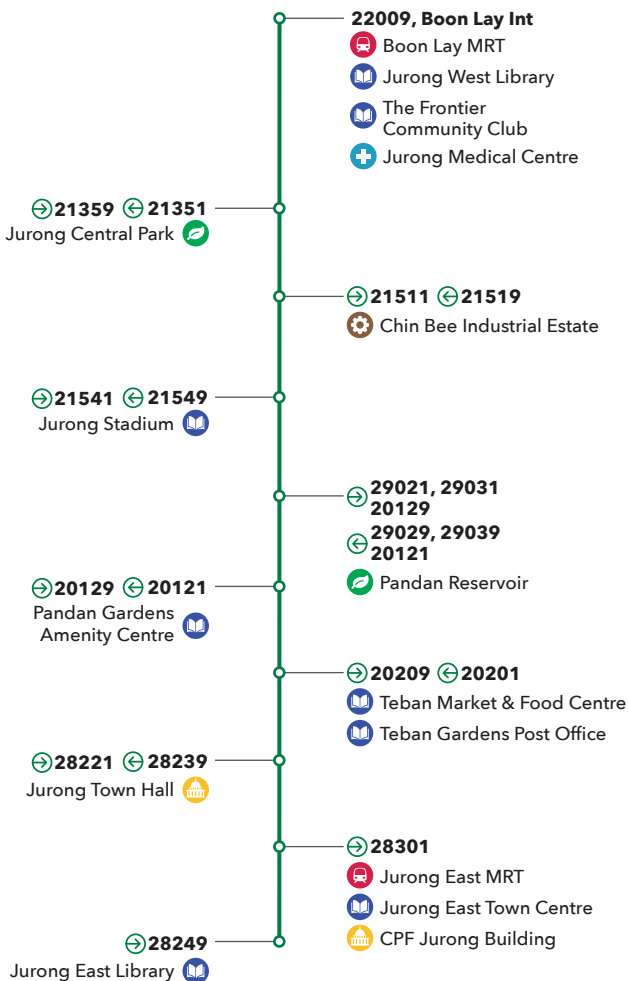 22009, Boon Lay Int
Boon Lay MRT
Jurong West Library
The Frontier
Community Club
Jurong Medical Centre
21359 21351
Jurong Central Park
21511 21519
Chin Bee Industrial Estate
21541 21549
Jurong Stadium
29021, 29031
20129
29029, 29039
20121
Pandan Reservoir
20129 20121
Pandan Gardens
Amenity Centre
20209 20201
Teban Market & Food Centre
Teban Gardens Post Office
28221 28239
Jurong Town Hall
28301
Jurong East MRT
Jurong East Town Centre
CPF Jurong Building
28249
Jurong East Library